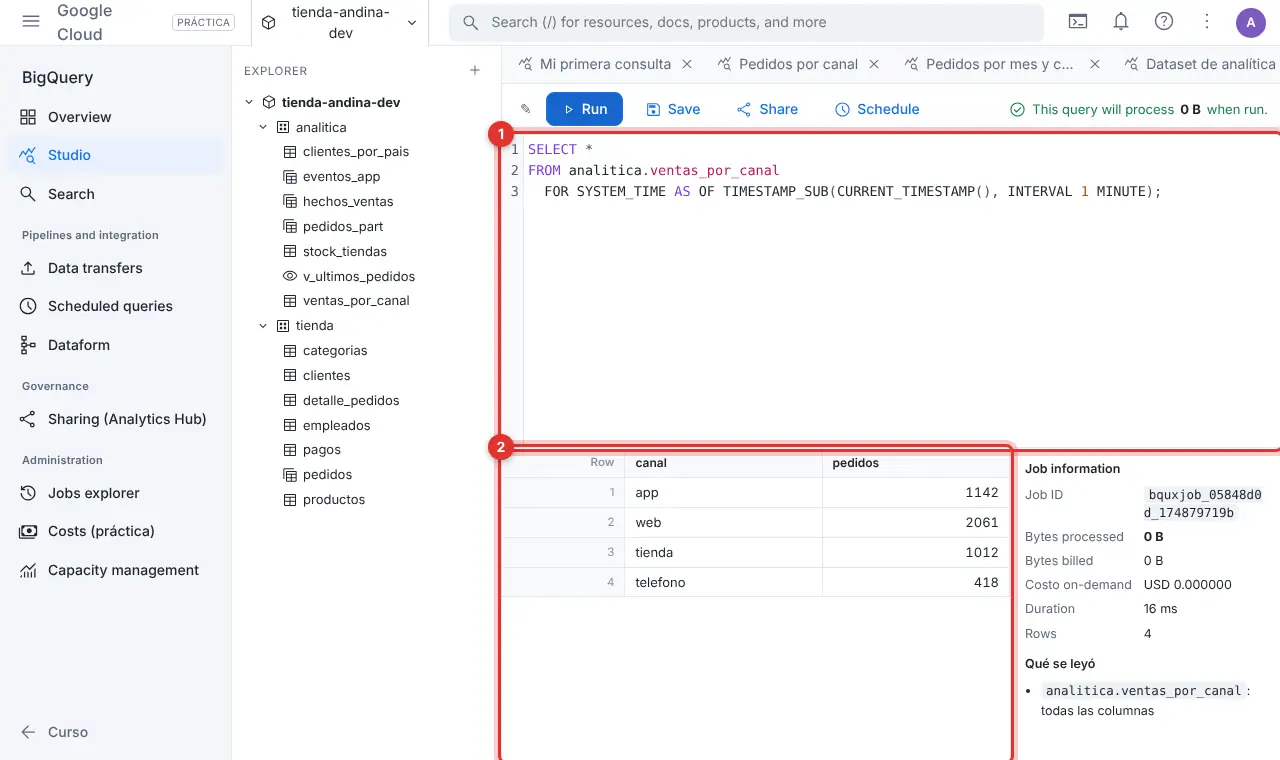 Google Cloud
PRÁCTICA
tienda-andina-dev
Search (/) for resources, docs, products, and more
A
BigQuery
Overview
Studio
Search
Pipelines and integration
Data transfers
Scheduled queries
Dataform
Governance
Sharing (Analytics Hub)
Administration
Jobs explorer
Costs (práctica)
Capacity management
Curso
EXPLORER
tienda-andina-dev
analitica
clientes_por_pais
eventos_app
hechos_ventas
pedidos_part
stock_tiendas
v_ultimos_pedidos
ventas_por_canal
tienda
categorias
clientes
detalle_pedidos
empleados
pagos
pedidos
productos
Mi primera consulta
Pedidos por canal
Pedidos por mes y c...
Dataset de analítica
Run
Save
Share
Schedule
This query will process 0 B when run.
1
1 SELECT *
2 FROM analitica.ventas_por_canal
3 FOR SYSTEM_TIME AS OF TIMESTAMP_SUB(CURRENT_TIMESTAMP(), INTERVAL 1 MINUTE);
2
Row canal pedidos
1 app 1142
2 web 2061
3 tienda 1012
4 telefono 418
Job information
Job ID bquxjob_05848d0
d_174879719b
Bytes processed 0 B
Bytes billed 0 B
Costo on-demand USD 0.000000
Duration 16 ms
Rows 4
Qué se leyó
• analitica.ventas_por_canal :
todas las columnas